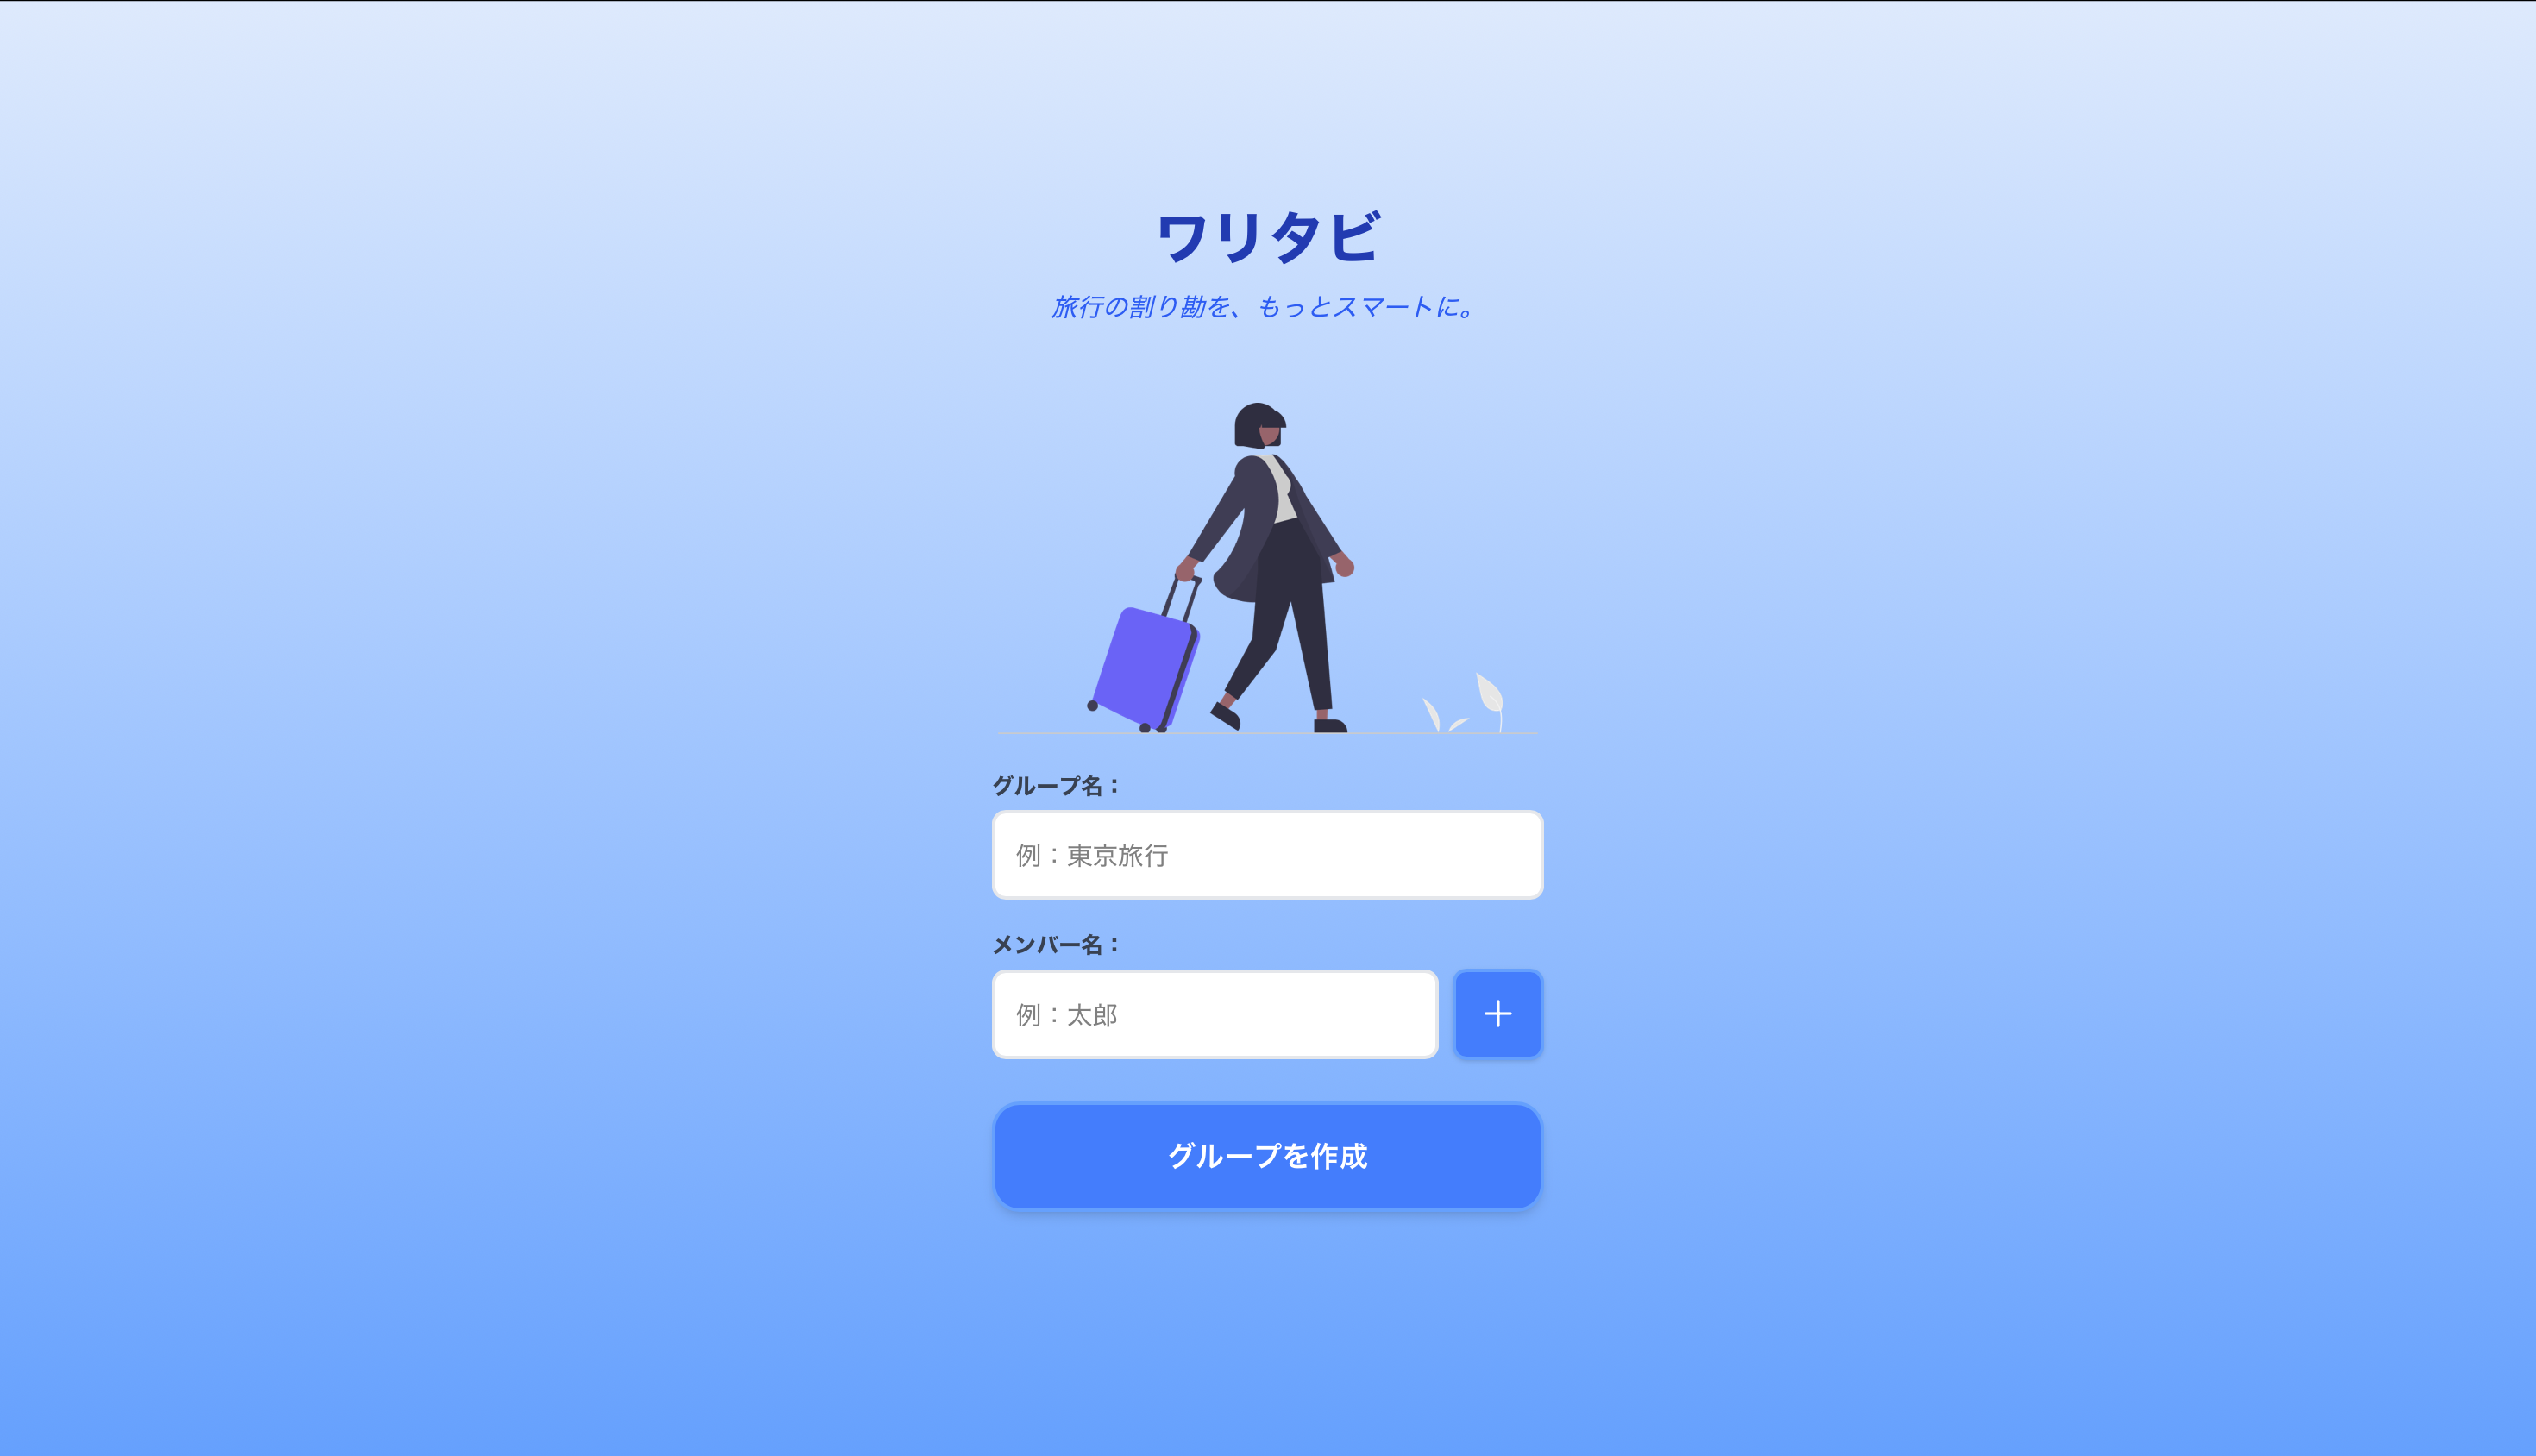 ワリタビ
旅行の割り勘を、もっとスマートに。
グループ名：
例：東京旅行
メンバー名：
例：太郎
グループを作成